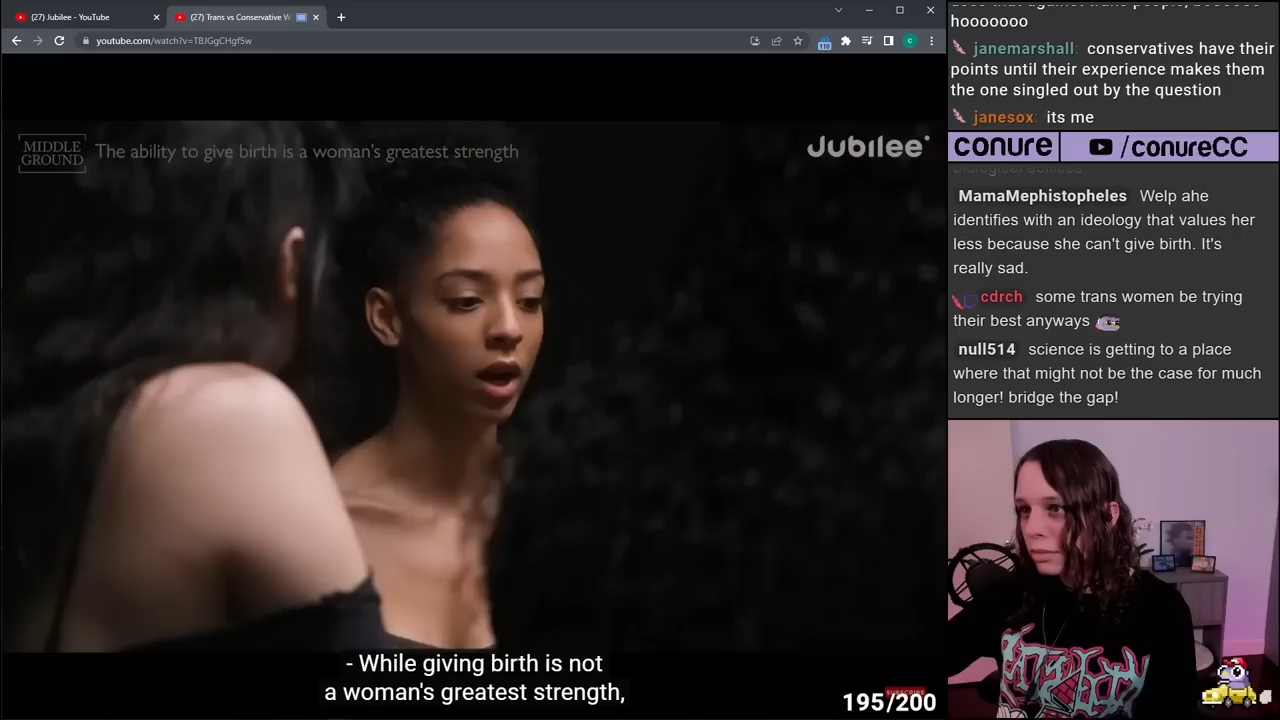 (27) Jubilee - YouTube
(27) Trans vs Conservative W
youtube.com/watch?v=TBJGgCHgf5w
MIDDLE GROUND
The ability to give birth is a woman's greatest strength
Jubilee
- While giving birth is not
a woman's greatest strength,
SUBSCRIBE
195/200
hooooooo
janemarshall: conservatives have their
points until their experience makes them
the one singled out by the question
janesox: its me
conure
/conureCC
biological abilities
MamaMephistopheles Welp ahe
identifies with an ideology that values her
less because she can't give birth. It's
really sad.
cdrch some trans women be trying
their best anyways
null514 science is getting to a place
where that might not be the case for much
longer! bridge the gap!